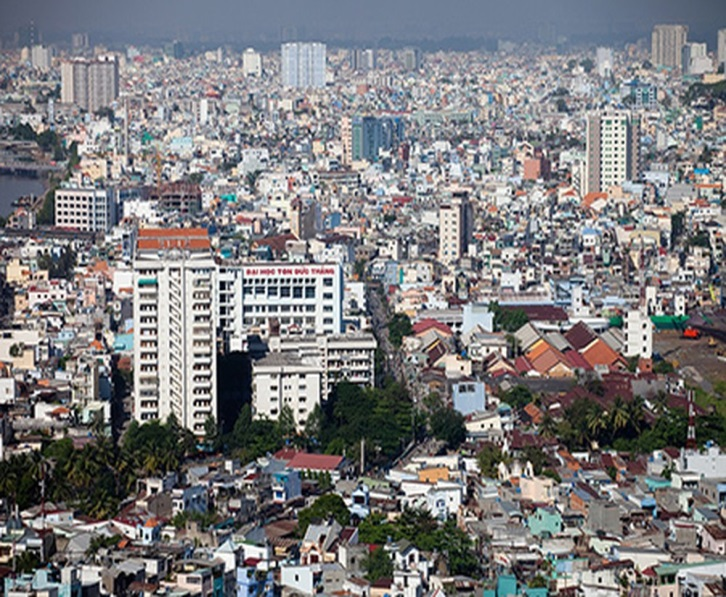 ĐẠI HỌC TÔN ĐỨC THẮNG